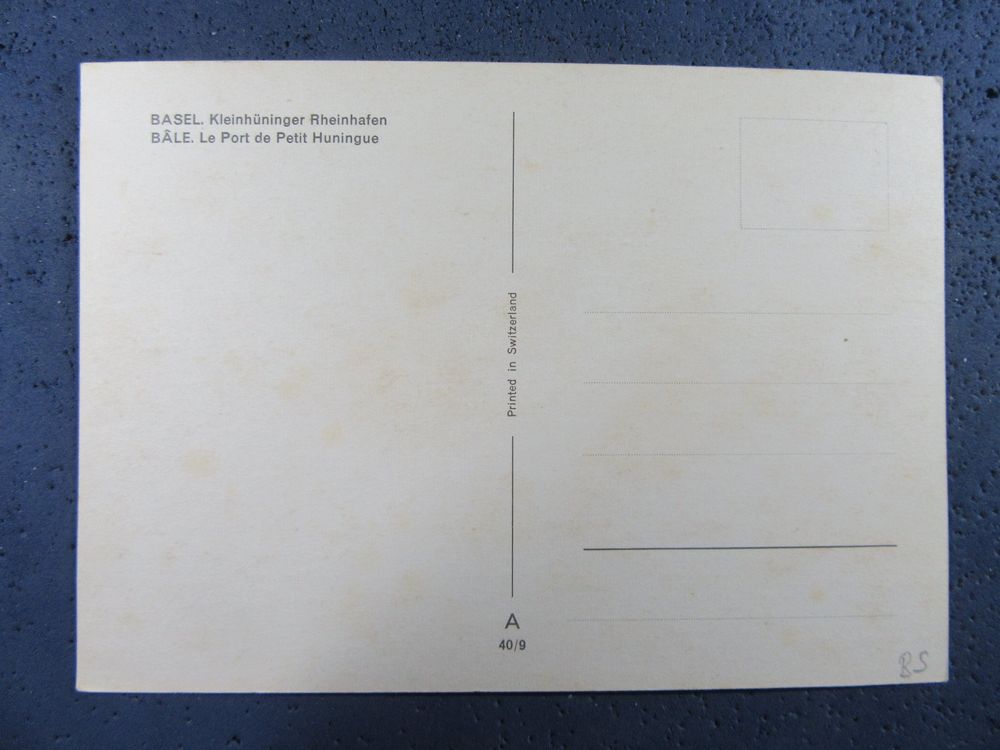 BASEL. Kleinhüninger Rheinhafen
BÂLE. Le Port de Petit Huningue
Printed in Switzerland
A
40/9
BS